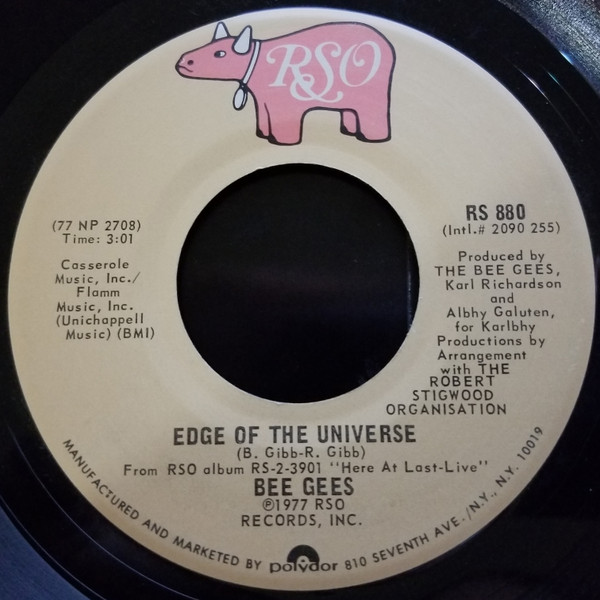 RSO
(77 NP 2708)
Time: 3:01
Casserole
Music, Inc./
Flamm
Music, Inc.
(Unichappell
Music) (BMI)
RS 880
(Intl.# 2090 255)
Produced by
THE BEE GEES,
Karl Richardson
and
Albhy Galuten,
for Karlbhy
Productions by
Arrangement
with THE
ROBERT
STIGWOOD
ORGANISATION
EDGE OF THE UNIVERSE
(B. Gibb-R. Gibb)
From RSO album RS-2-3901 "Here At Last-Live"
BEE GEES
℗1977 RSO
RECORDS, INC.
MANUFACTURED AND MARKETED BY polydor 810 SEVENTH AVE./N.Y., N.Y. 10019